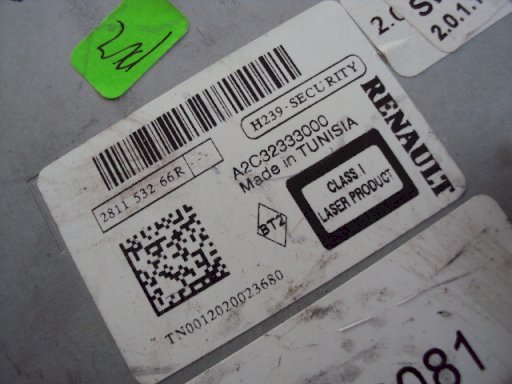 2.0
2.0.1.
H239-SECURITY
RENAULT
2811 532 66R
A2C32333000
Made in TUNISIA
CLASS I
LASER PRODUCT
BT2
TN0012020023680
081